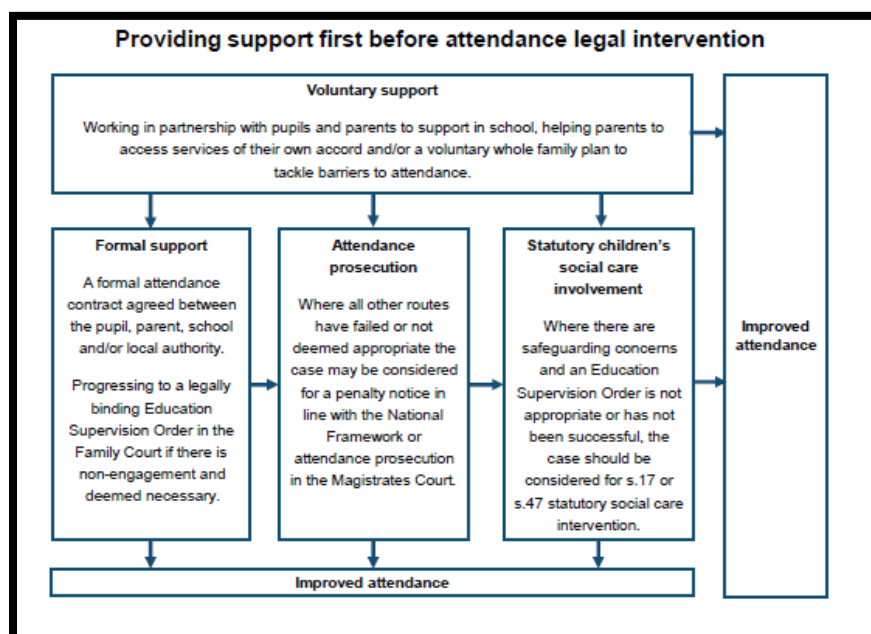 Providing support first before attendance legal intervention
Voluntary support
Working in partnership with pupils and parents to support in school, helping parents to
access services of their own accord and/or a voluntary whole family plan to
tackle barriers to attendance.
Formal support
A formal attendance
contract agreed between
the pupil, parent, school
and/or local authority.
Progressing to a legally
binding Education
Supervision Order in the
Family Court if there is
non-engagement and
deemed necessary.
Attendance
prosecution
Where all other routes
have failed or not
deemed appropriate the
case may be considered
for a penalty notice in
line with the National
Framework or
attendance prosecution
in the Magistrates Court.
Statutory children's
social care
involvement
Where there are
safeguarding concerns
and an Education
Supervision Order is not
appropriate or has not
been successful, the
case should be
considered for s.17 or
s.47 statutory social care
intervention.
Improved
attendance
Improved attendance